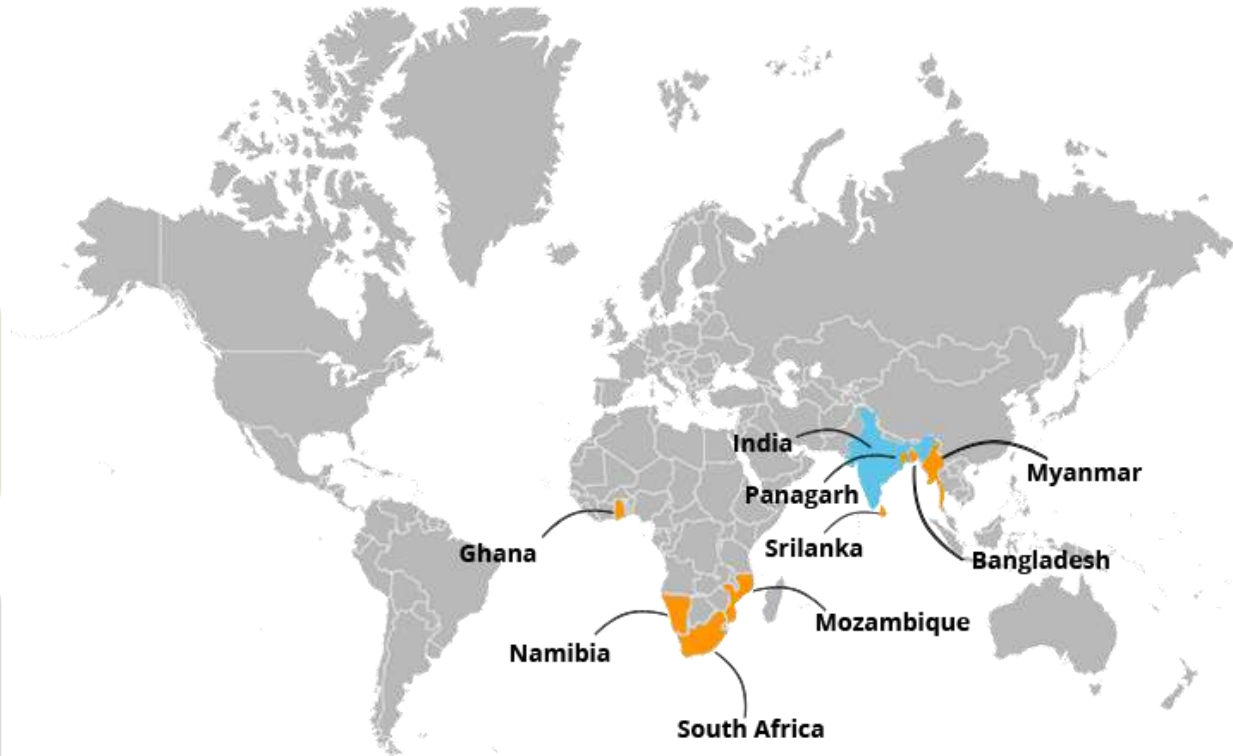 India
Myanmar
Panagarh
Srilanka
Ghana
Bangladesh
Mozambique
Namibia
South Africa